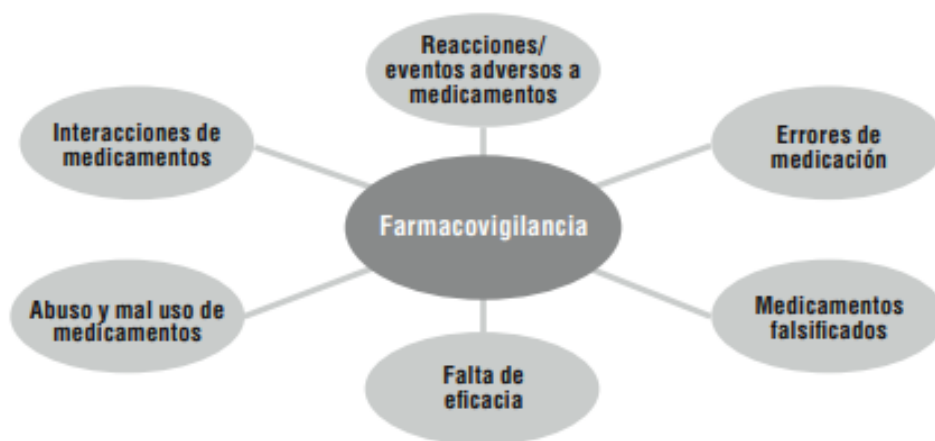 Reacciones/
eventos adversos a
medicamentos
Interacciones de
medicamentos
Errores de
medicación
Farmacovigilancia
Abuso y mal uso de
medicamentos
Medicamentos
falsificados
Falta de
eficacia